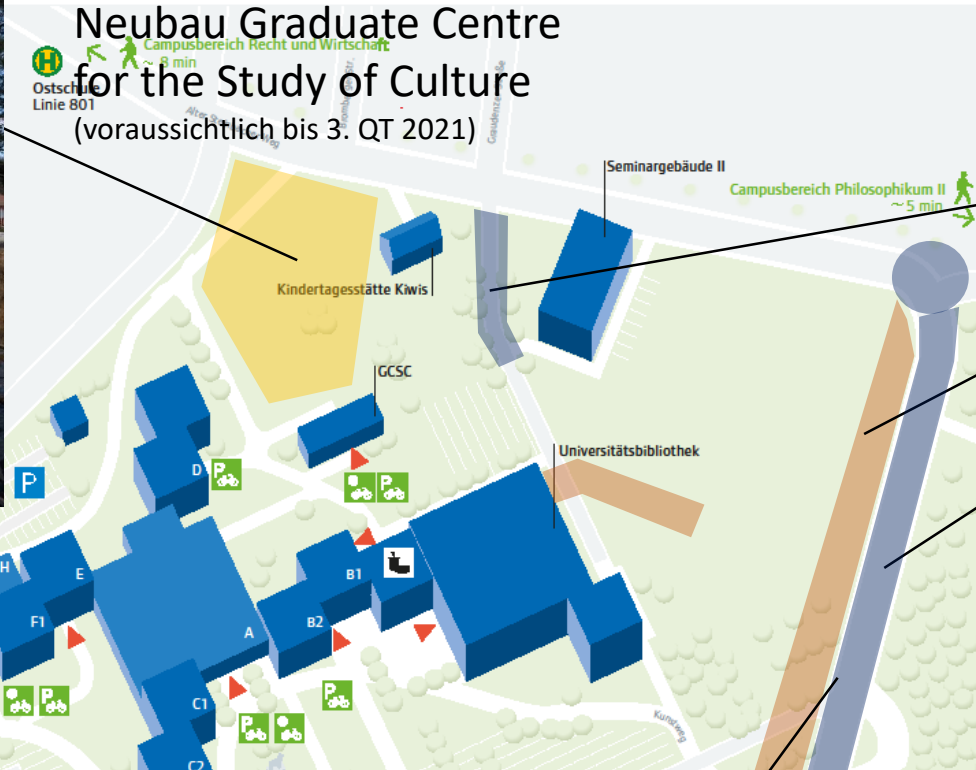 Neubau Graduate Centre
for the Study of Culture
(voraussichtlich bis 3. QT 2021)
H
Campusbereich Recht und Wirtschaft
~ 8 min
Ostschule
Linie 801
Graudenzer Straße
Seminargebäude II
Campusbereich Philosophikum II
~ 5 min
Kindertagesstätte Kiwis
GCSC
Universitätsbibliothek
D
P
P
P
H
E
B1
F1
A
B2
P
P
C1
P
Kunstweg
C2